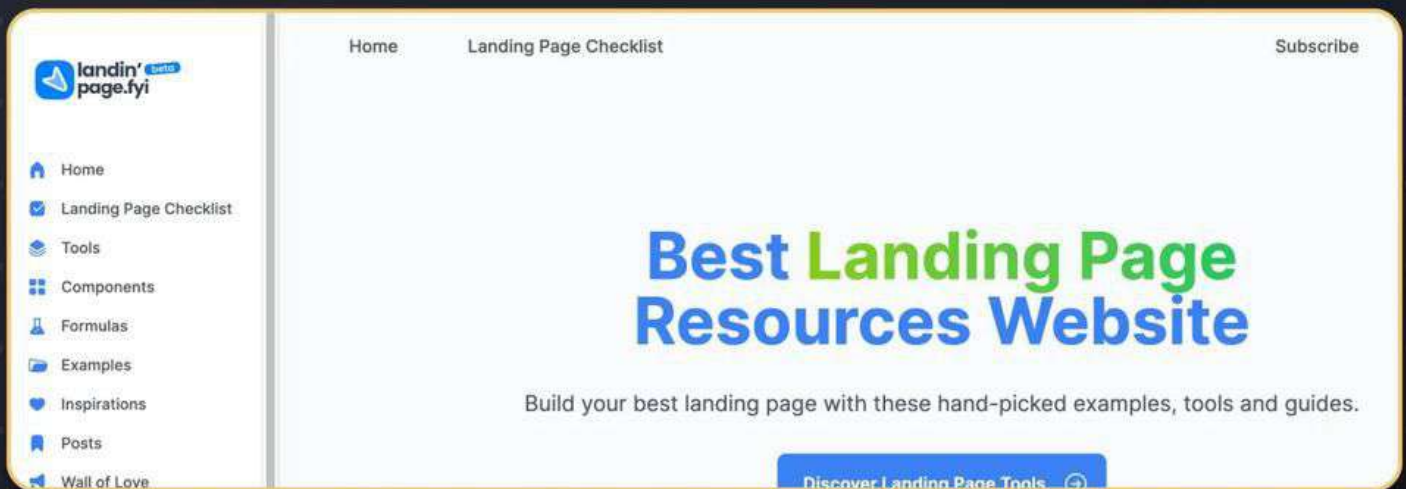 landin' beta
page.fyi
Home
Landing Page Checklist
Tools
Components
Formulas
Examples
Inspirations
Posts
Wall of Love
Home Landing Page Checklist Subscribe
Best Landing Page
Resources Website
Build your best landing page with these hand-picked examples, tools and guides.
Discover Landing Page Tools